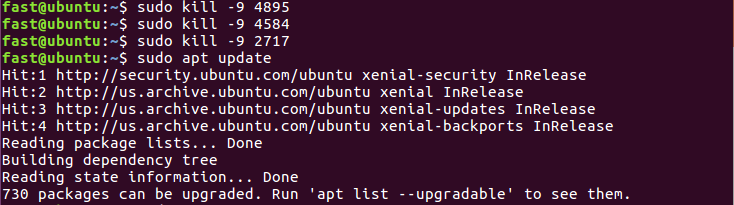 fast@ubuntu:~$ sudo kill -9 4895
fast@ubuntu:~$ sudo kill -9 4584
fast@ubuntu:~$ sudo kill -9 2717
fast@ubuntu:~$ sudo apt update
Hit:1 http://security.ubuntu.com/ubuntu xenial-security InRelease
Hit:2 http://us.archive.ubuntu.com/ubuntu xenial InRelease
Hit:3 http://us.archive.ubuntu.com/ubuntu xenial-updates InRelease
Hit:4 http://us.archive.ubuntu.com/ubuntu xenial-backports InRelease
Reading package lists... Done
Building dependency tree
Reading state information... Done
730 packages can be upgraded. Run 'apt list --upgradable' to see them.